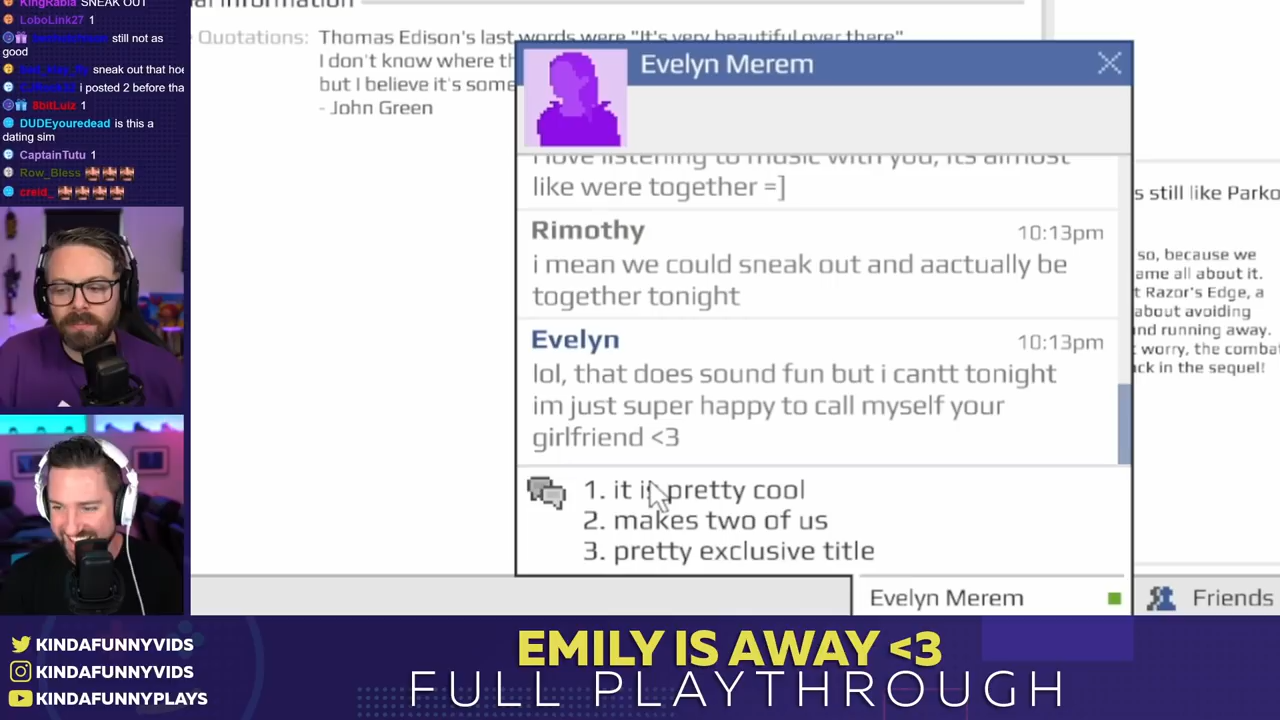 KingRabia SNEAK OUT
LoboLink27 1
still not as
good
sneak out that hoe
i posted 2 before tha
8bitLuiz 1
DUDEyouredead is this a
dating sim
CaptainTutu 1
Row_Bless
creid_
Quotations:
Thomas Edison's last words were "It's very beautiful over there"
I don't know where th
but I believe it's some
- John Green
Evelyn Merem
I love listening to music with you, its almost
like were together =]
Rimothy 10:13pm
i mean we could sneak out and aactually be
together tonight
Evelyn 10:13pm
lol, that does sound fun but i cantt tonight
im just super happy to call myself your
girlfriend <3
1. it is pretty cool
2. makes two of us
3. pretty exclusive title
Evelyn Merem
s still like Parko
so, because we
ame all about it.
t Razor's Edge, a
about avoiding
nd running away.
t worry, the combat
ck in the sequel!
Friends
KINDAFUNNYVIDS
KINDAFUNNYVIDS
KINDAFUNNYPLAYS
EMILY IS AWAY <3
FULL PLAYTHROUGH